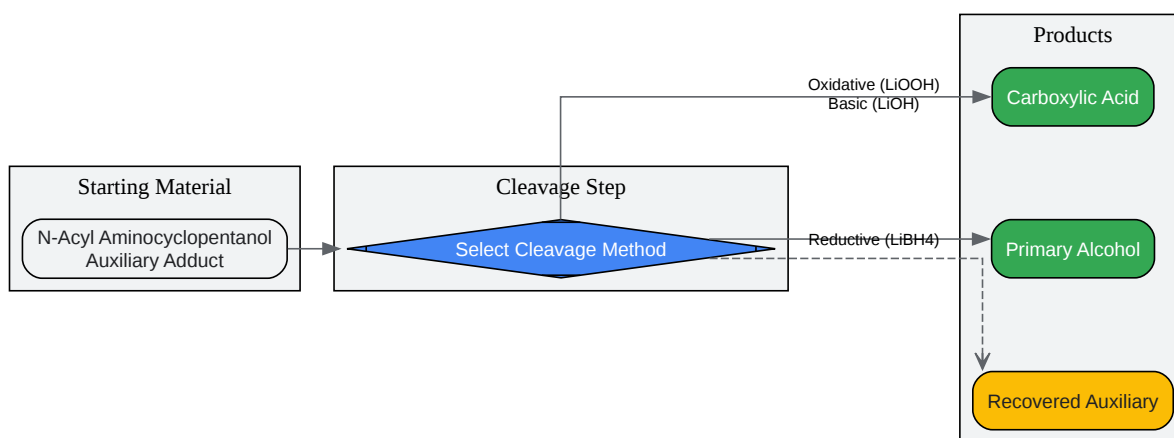 Products
Oxidative (LiOOH)
Basic (LiOH)
Carboxylic Acid
Starting Material
Cleavage Step
N-Acyl Aminocyclopentanol
Auxiliary Adduct
Select Cleavage Method
Reductive (LiBH4)
Primary Alcohol
Recovered Auxiliary